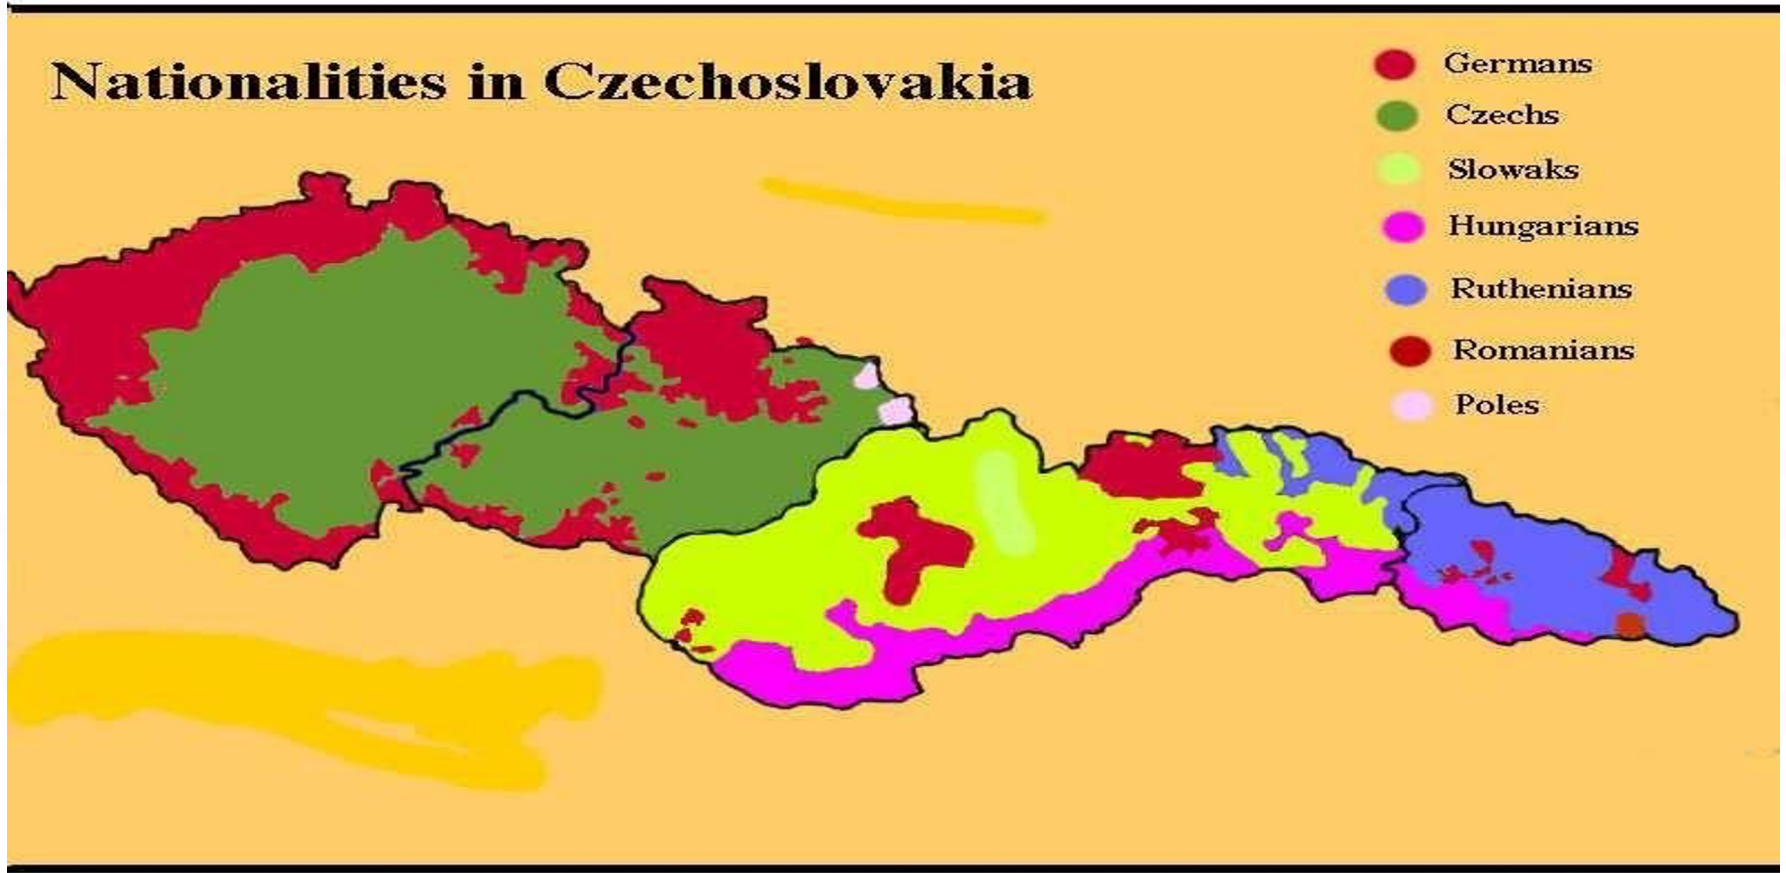 Nationalities in Czechoslovakia
Germans
Czechs
Slowaks
Hungarians
Ruthenians
Romanians
Poles